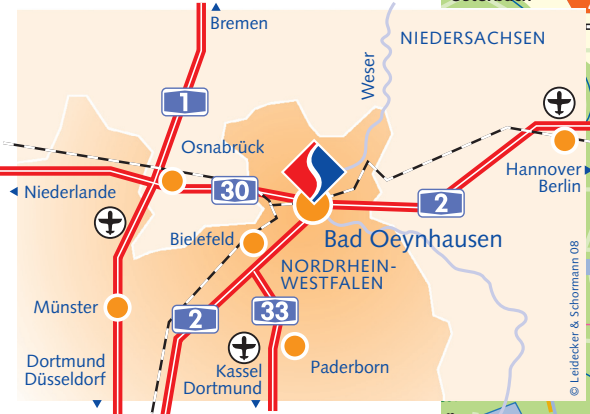 Bremen
NIEDERSACHSEN
Weser
1
Osnabrück
Hannover
Berlin
Niederlande
30
2
Bielefeld
Bad Oeynhausen
NORDRHEIN-
WESTFALEN
Münster
2
33
Dortmund
Düsseldorf
Kassel
Dortmund
Paderborn
© Leidecker & Schormann 08